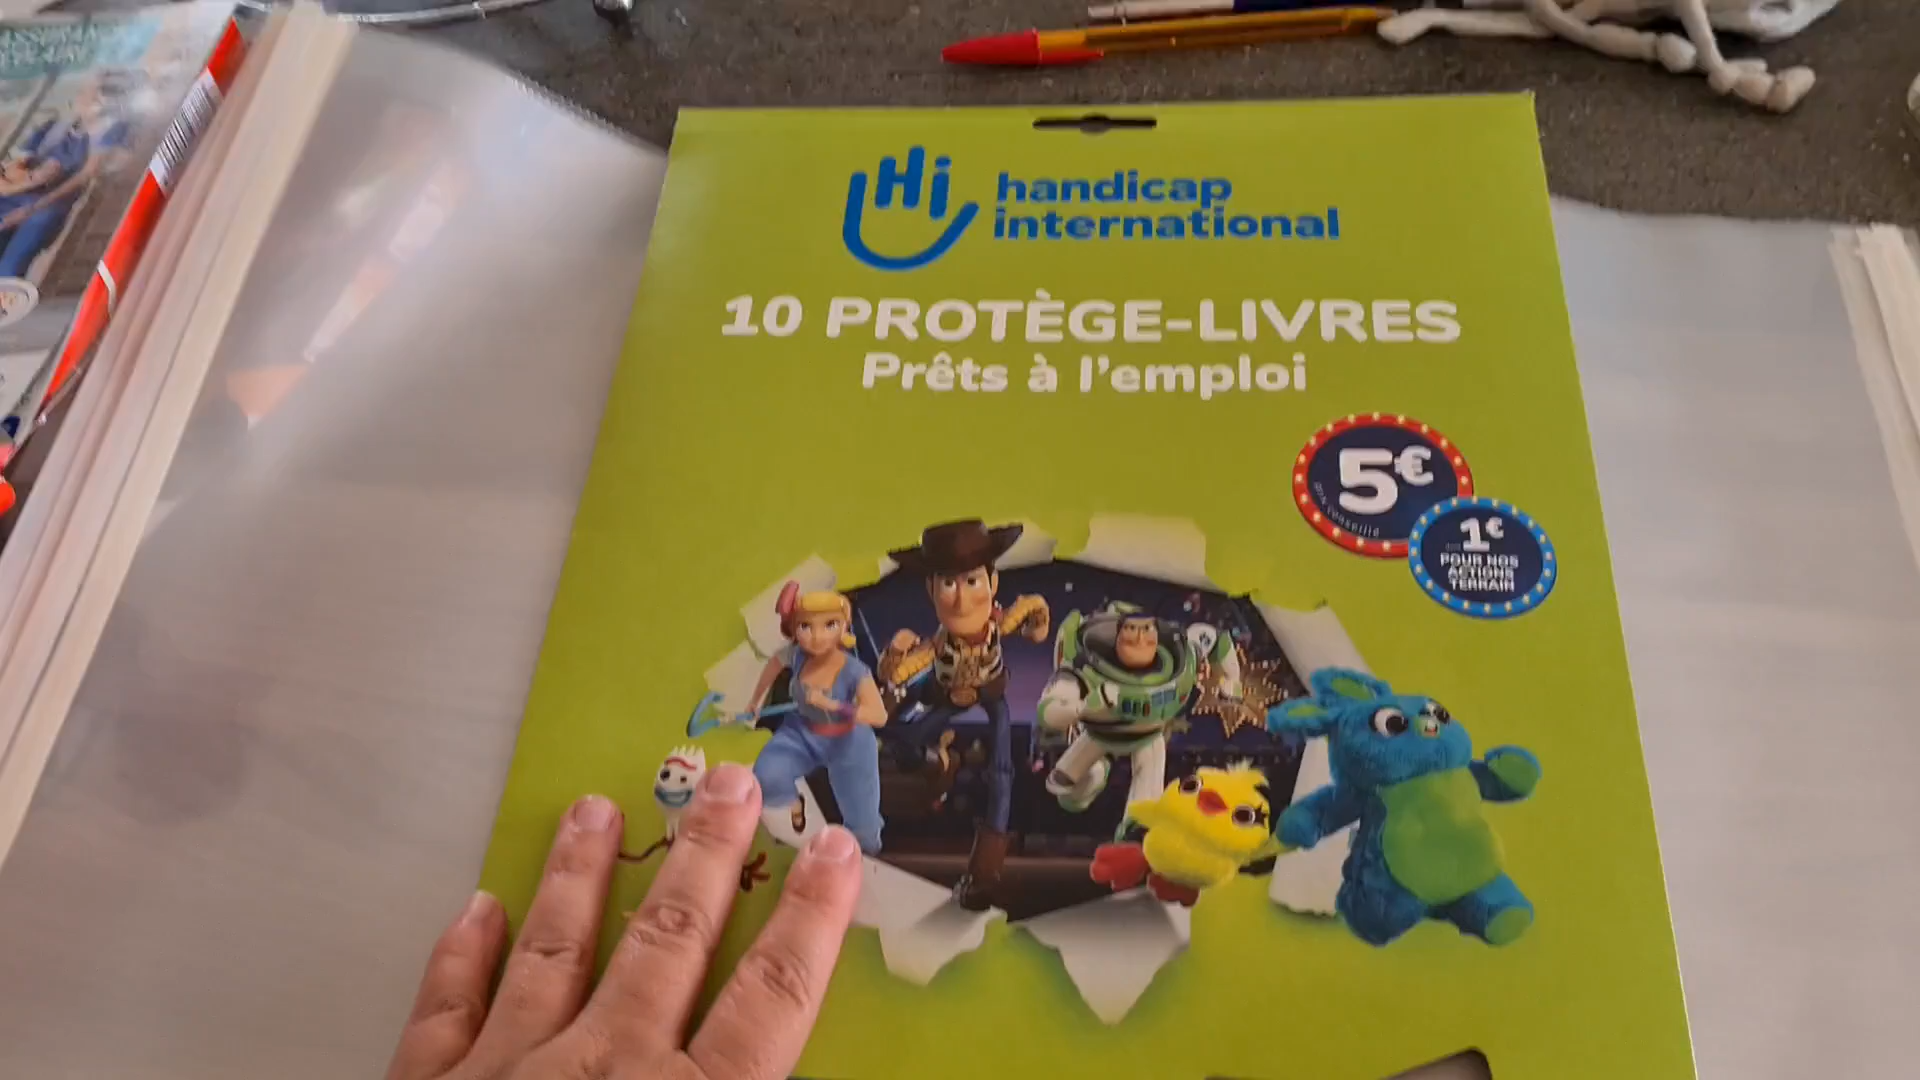 Hi
handicap
international
10 PROTÈGE-LIVRES
Prêts à l'emploi
5€
1€
POUR NOS
ACTIONS
TERRAIN